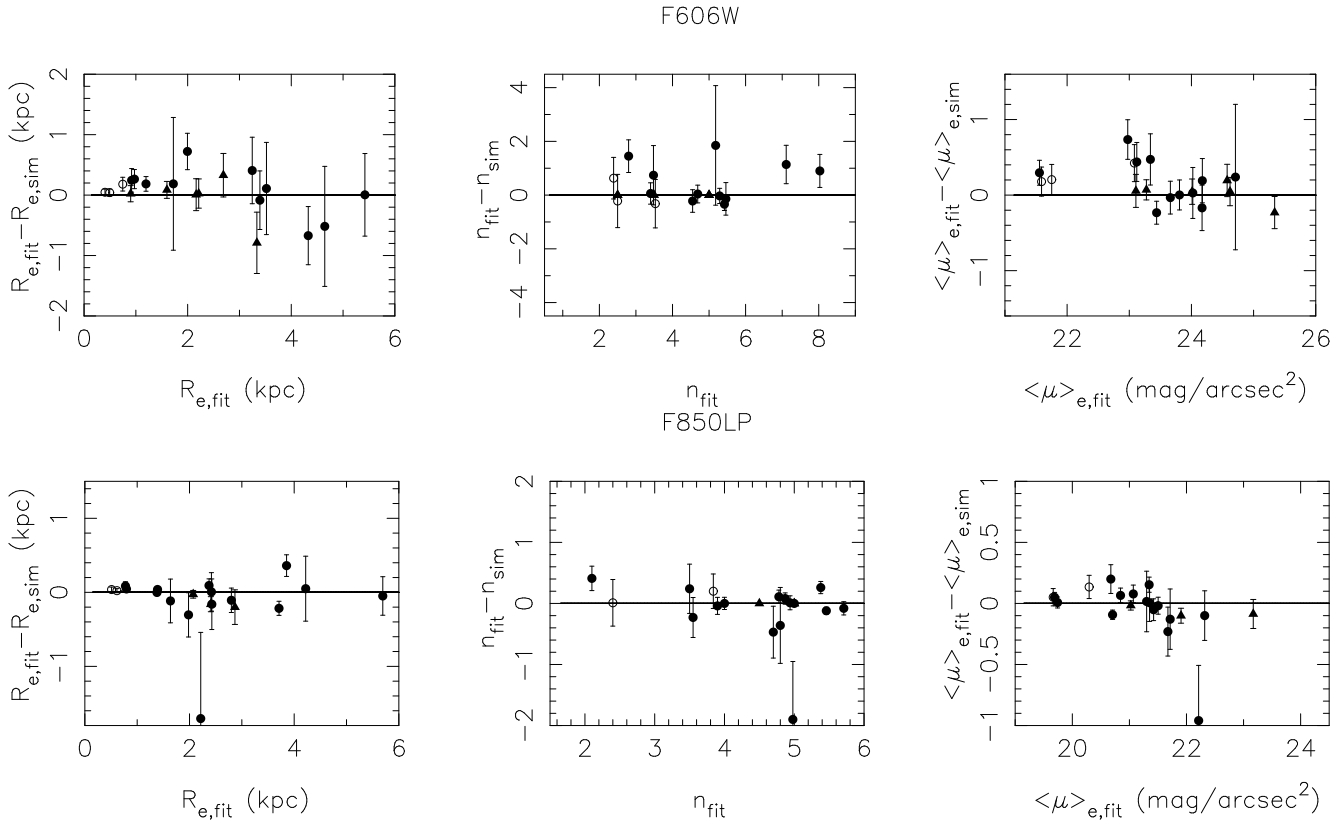 F606W
R_e,fit−R_e,sim (kpc)
2
1
0
−1
−2
0 2 4 6
R_e,fit (kpc)
n_fit−n_sim
4
2
0
−2
−4
2 4 6 8
n_fit
<μ>_e,fit−<μ>_e,sim
1
0
−1
22 24 26
<μ>_e,fit (mag/arcsec²)
F850LP
R_e,fit−R_e,sim (kpc)
1
0
−1
0 2 4 6
R_e,fit (kpc)
n_fit−n_sim
2
1
0
−1
−2
2 3 4 5 6
n_fit
<μ>_e,fit−<μ>_e,sim
1
0.5
0
−0.5
−1
20 22 24
<μ>_e,fit (mag/arcsec²)